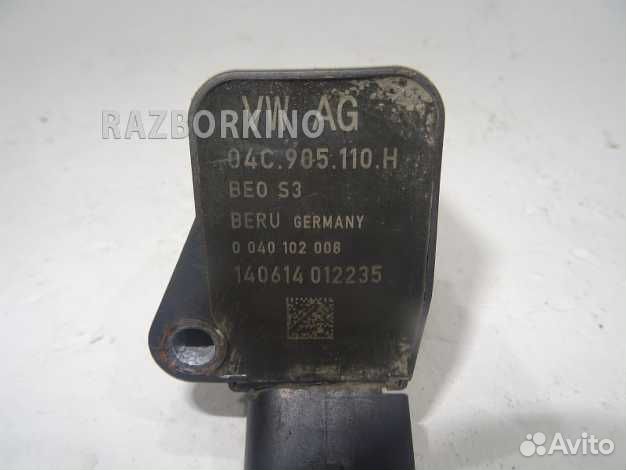 VW AG
RAZBORKINO
04C.905.110.H
BEO S3
BERU GERMANY
0 040 102 008
140614 012235
Avito